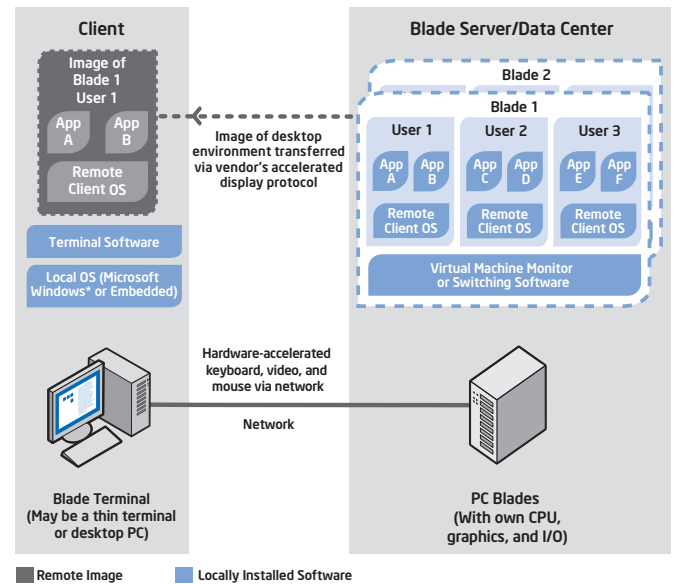 Client
Image of
Blade 1
User 1
App
A
App
B
Remote
Client OS
Terminal Software
Local OS (Microsoft
Windows* or Embedded)
Image of desktop
environment transferred
via vendor's accelerated
display protocol
Blade Server/Data Center
Blade 2
Blade 1
User 1
App
A
App
B
Remote
Client OS
User 2
App
C
App
D
Remote
Client OS
User 3
App
E
App
F
Remote
Client OS
Virtual Machine Monitor
or Switching Software
Hardware-accelerated
keyboard, video, and
mouse via network
Network
Blade Terminal
(May be a thin terminal
or desktop PC)
PC Blades
(With own CPU,
graphics, and I/O)
Remote Image
Locally Installed Software